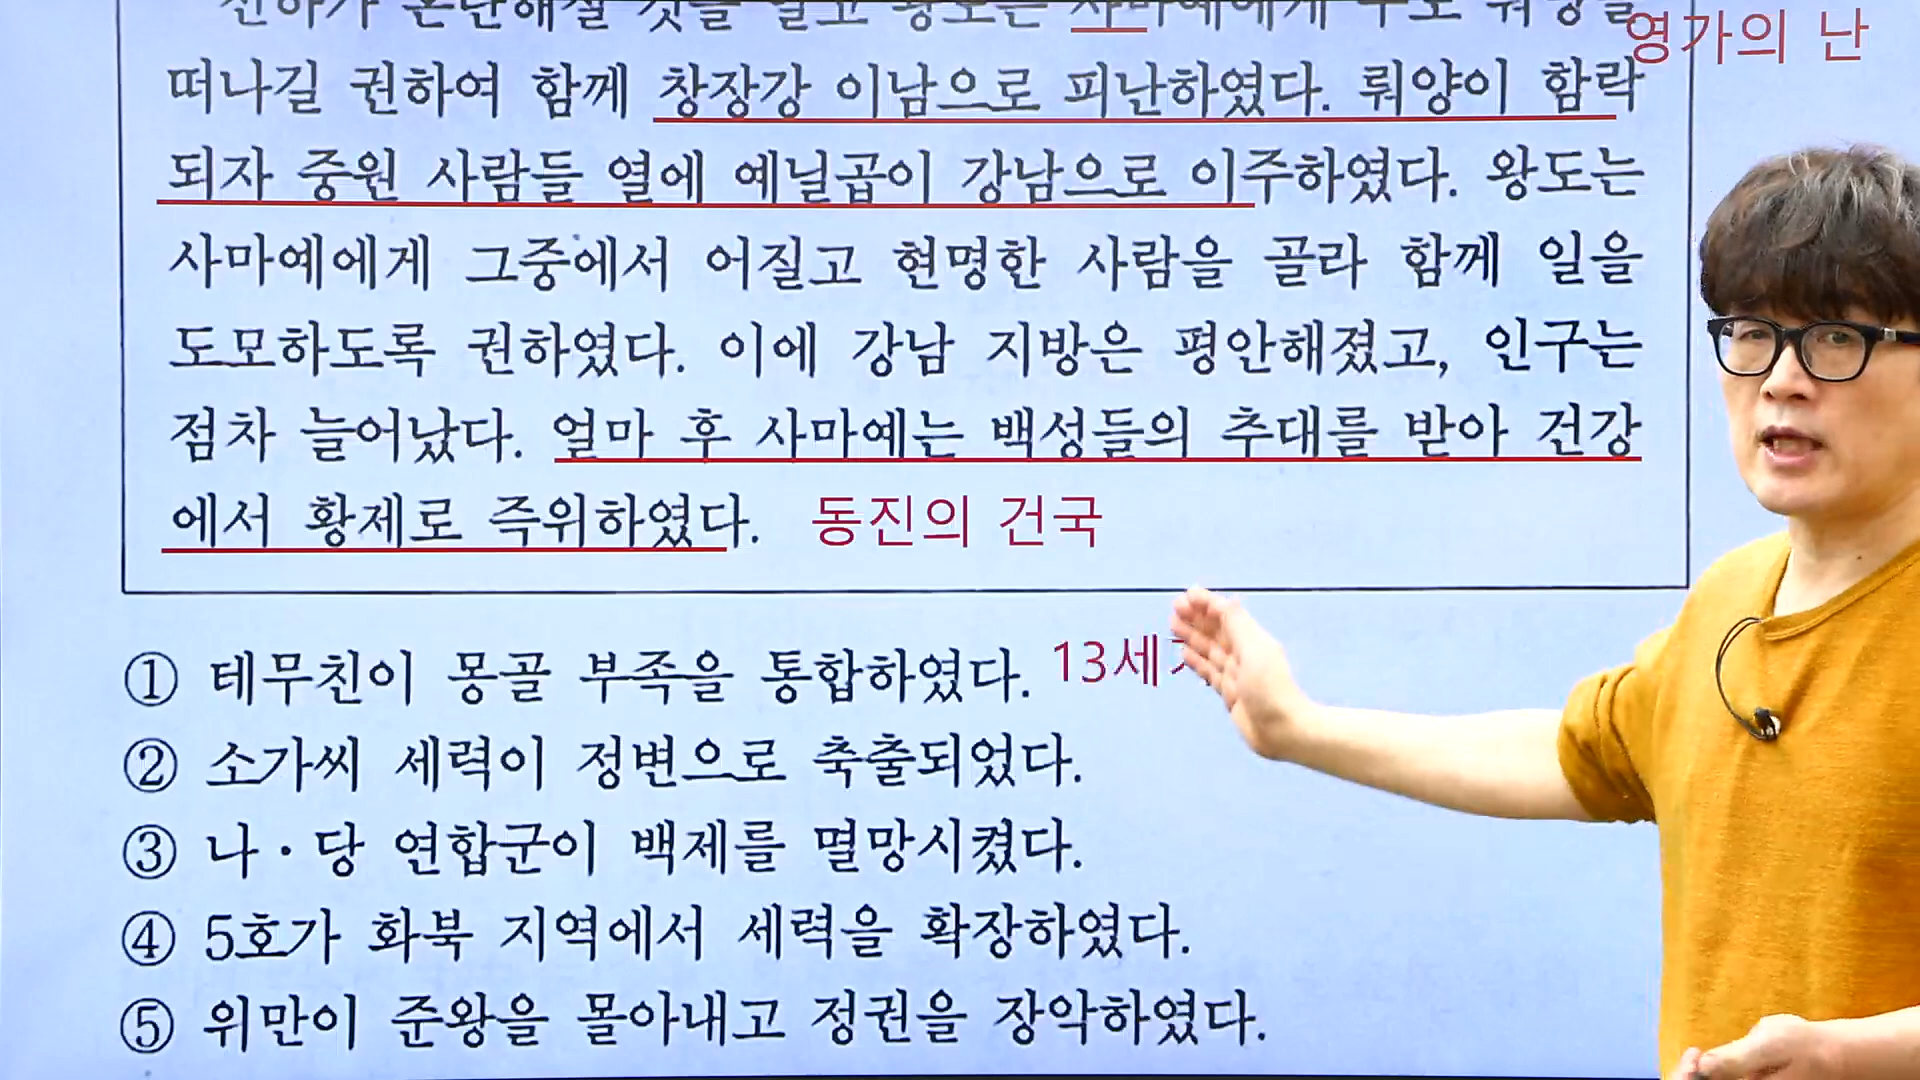 영가의 난
떠나길 권하여 함께 창장강 이남으로 피난하였다. 뤄양이 함락
되자 중원 사람들 열에 예닐곱이 강남으로 이주하였다. 왕도는
사마예에게 그중에서 어질고 현명한 사람을 골라 함께 일을
도모하도록 권하였다. 이에 강남 지방은 평안해졌고, 인구는
점차 늘어났다. 얼마 후 사마예는 백성들의 추대를 받아 건강
에서 황제로 즉위하였다. 동진의 건국
① 테무친이 몽골 부족을 통합하였다. 13세
② 소가씨 세력이 정변으로 축출되었다.
③ 나·당 연합군이 백제를 멸망시켰다.
④ 5호가 화북 지역에서 세력을 확장하였다.
⑤ 위만이 준왕을 몰아내고 정권을 장악하였다.